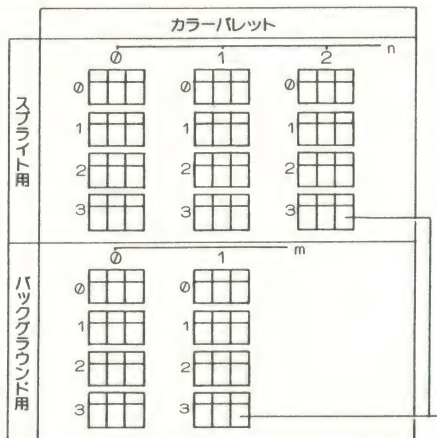 カラーパレット
0 1 2 n
スプライト用
0 0 0
1 1 1
2 2 2
3 3 3
0 1 m
バックグラウンド用
0 0
1 1
2 2
3 3